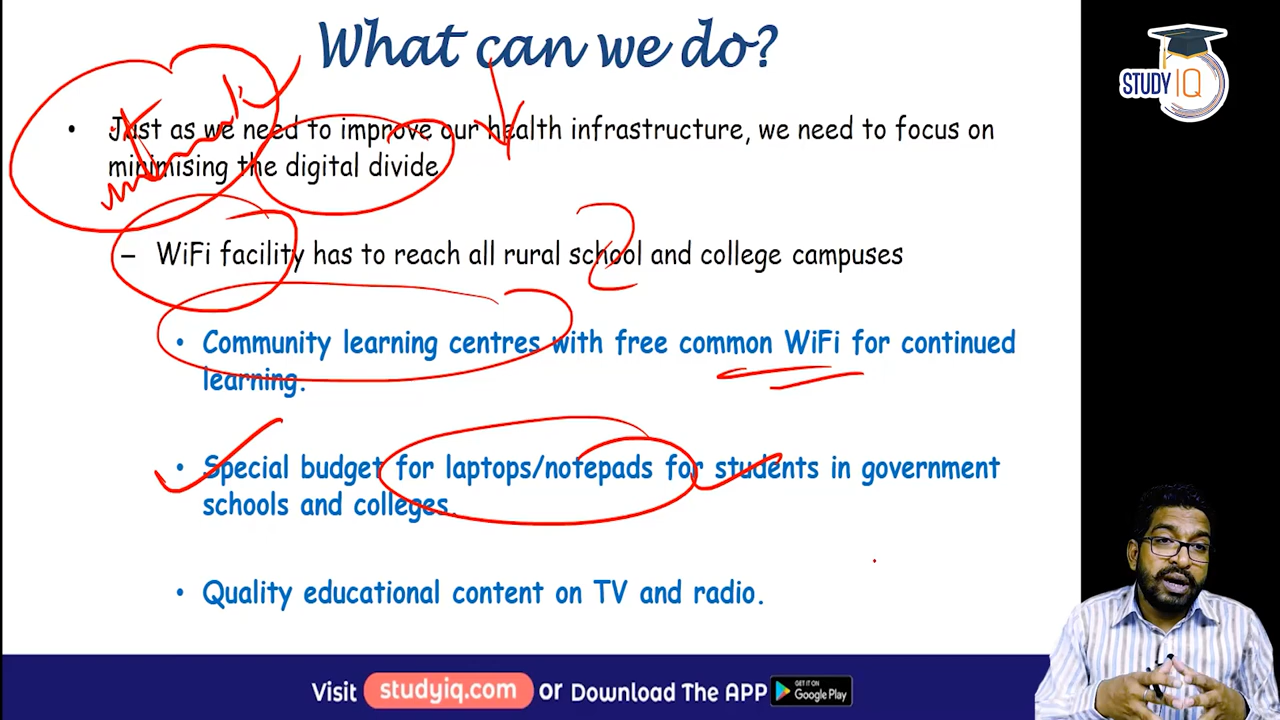 What can we do?
STUDY IQ
• Just as we need to improve our health infrastructure, we need to focus on
minimising the digital divide
– WiFi facility has to reach all rural school and college campuses
• Community learning centres with free common WiFi for continued
learning.
• Special budget for laptops/notepads for students in government
schools and colleges.
• Quality educational content on TV and radio.
Visit studyiq.com or Download The APP GET IT ON
Google Play